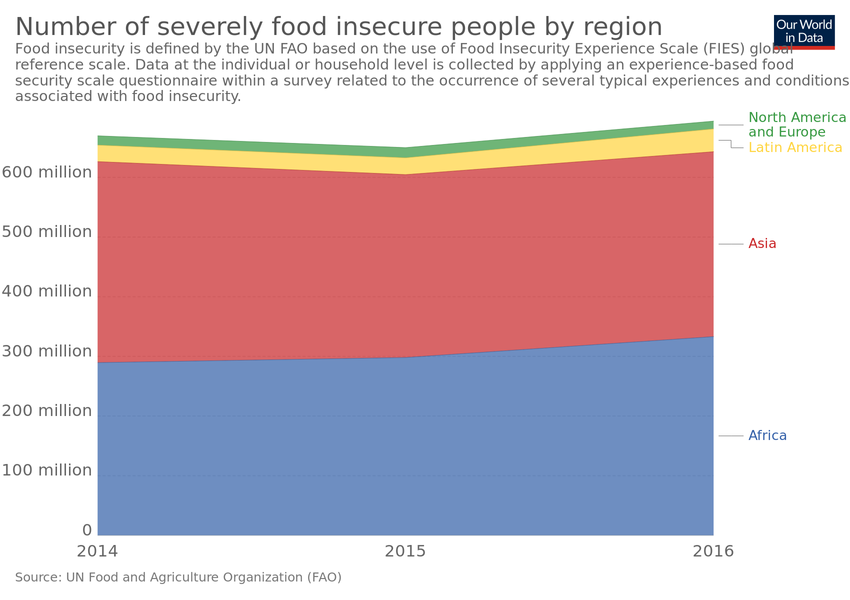 Number of severely food insecure people by region
Our World
in Data
Food insecurity is defined by the UN FAO based on the use of Food Insecurity Experience Scale (FIES) global
reference scale. Data at the individual or household level is collected by applying an experience-based food
security scale questionnaire within a survey related to the occurrence of several typical experiences and conditions
associated with food insecurity.
North America
and Europe
Latin America
600 million
500 million
Asia
400 million
300 million
200 million
Africa
100 million
0
2014
2015
2016
Source: UN Food and Agriculture Organization (FAO)